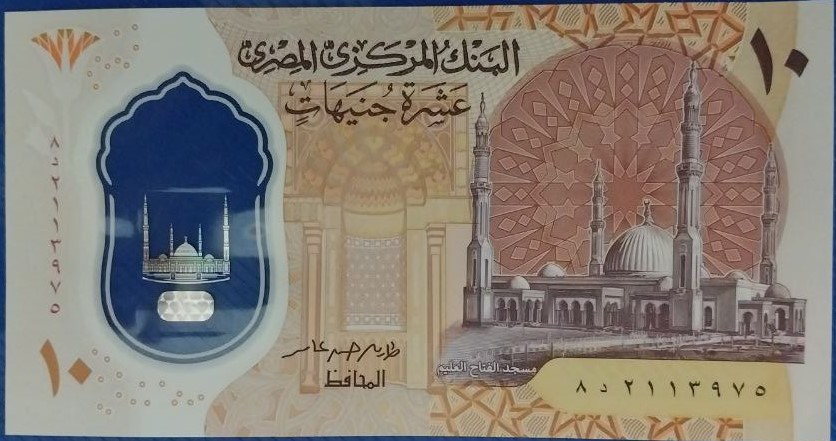 البنك المركزي المصري
عشرة جنيهات
١٠
٨ د ٢١١٣٩٧٥
١٠
طارق حسن عامر
المحافظ
مسجد الفتاح العليم
٨ د ٢١١٣٩٧٥